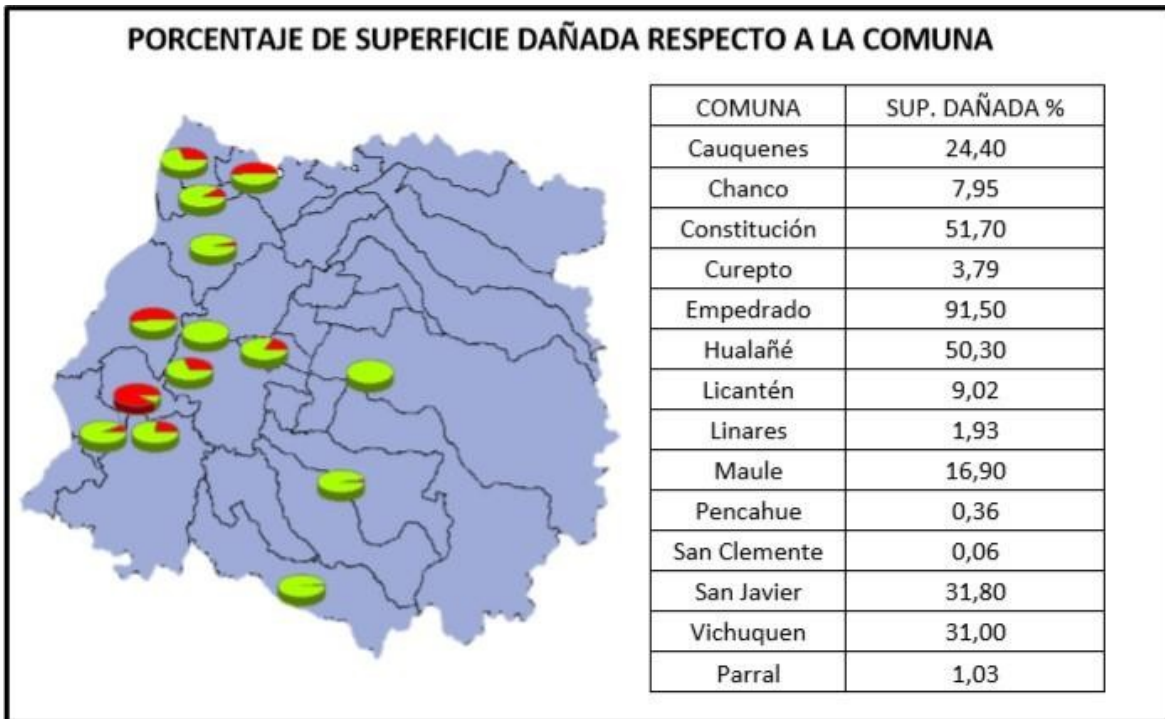 PORCENTAJE DE SUPERFICIE DAÑADA RESPECTO A LA COMUNA
COMUNA SUP. DAÑADA %
Cauquenes 24,40
Chanco 7,95
Constitución 51,70
Curepto 3,79
Empedrado 91,50
Hualañé 50,30
Licantén 9,02
Linares 1,93
Maule 16,90
Pencahue 0,36
San Clemente 0,06
San Javier 31,80
Vichuquen 31,00
Parral 1,03